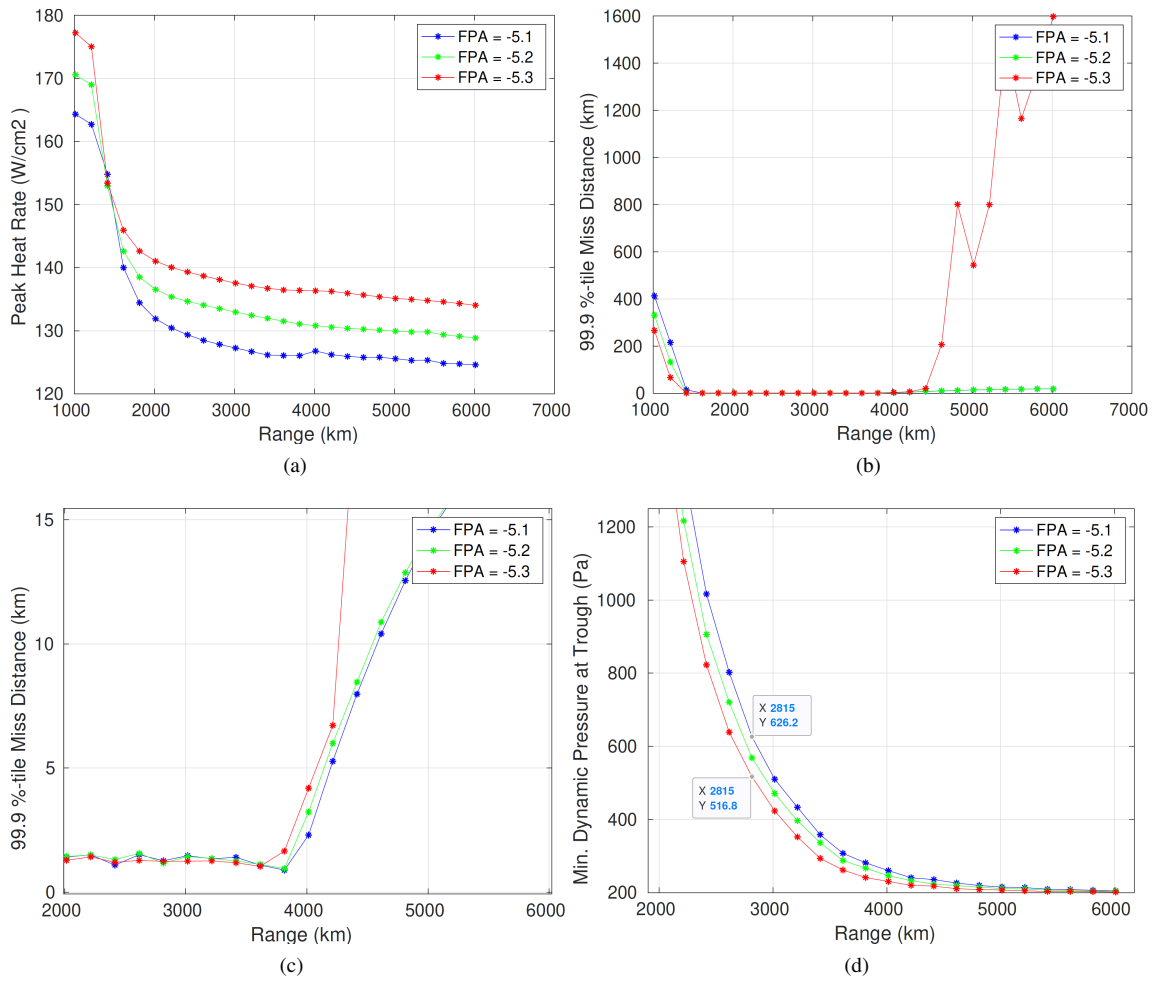 180
170
160
150
140
130
120
1000
2000
3000
4000
5000
6000
7000
Peak Heat Rate (W/cm2 )
Range (km)
FPA = -5.1
FPA = -5.2
FPA = -5.3
(a)
1600
1400
1200
1000
800
600
400
200
0
1000
2000
3000
4000
5000
6000
7000
99.9 %-tile Miss Distance (km)
Range (km)
FPA = -5.1
FPA = -5.2
FPA = -5.3
(b)
15
10
5
0
2000
3000
4000
5000
6000
99.9 %-tile Miss Distance (km)
Range (km)
FPA = -5.1
FPA = -5.2
FPA = -5.3
(c)
1200
1000
800
600
400
200
2000
3000
4000
5000
6000
Min. Dynamic Pressure at Trough (Pa)
Range (km)
FPA = -5.1
FPA = -5.2
FPA = -5.3
X 2815
Y 626.2
X 2815
Y 516.8
(d)